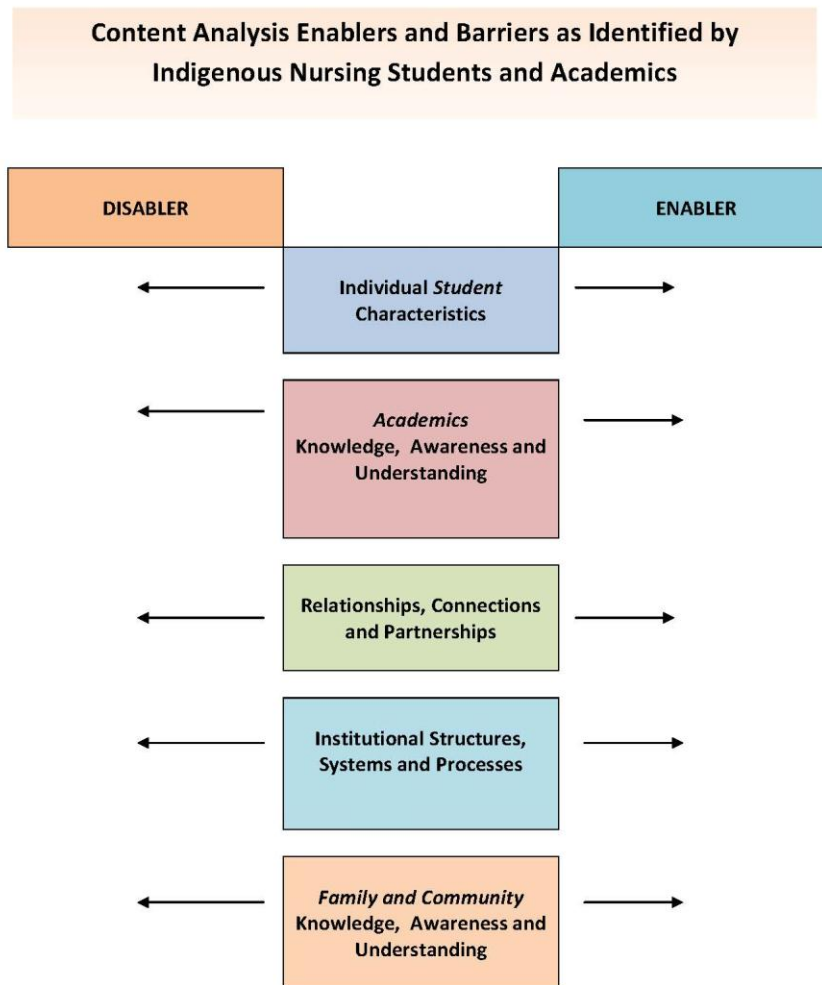 Content Analysis Enablers and Barriers as Identified by
Indigenous Nursing Students and Academics
DISABLER
ENABLER
Individual Student
Characteristics
Academics
Knowledge, Awareness and
Understanding
Relationships, Connections
and Partnerships
Institutional Structures,
Systems and Processes
Family and Community
Knowledge, Awareness and
Understanding